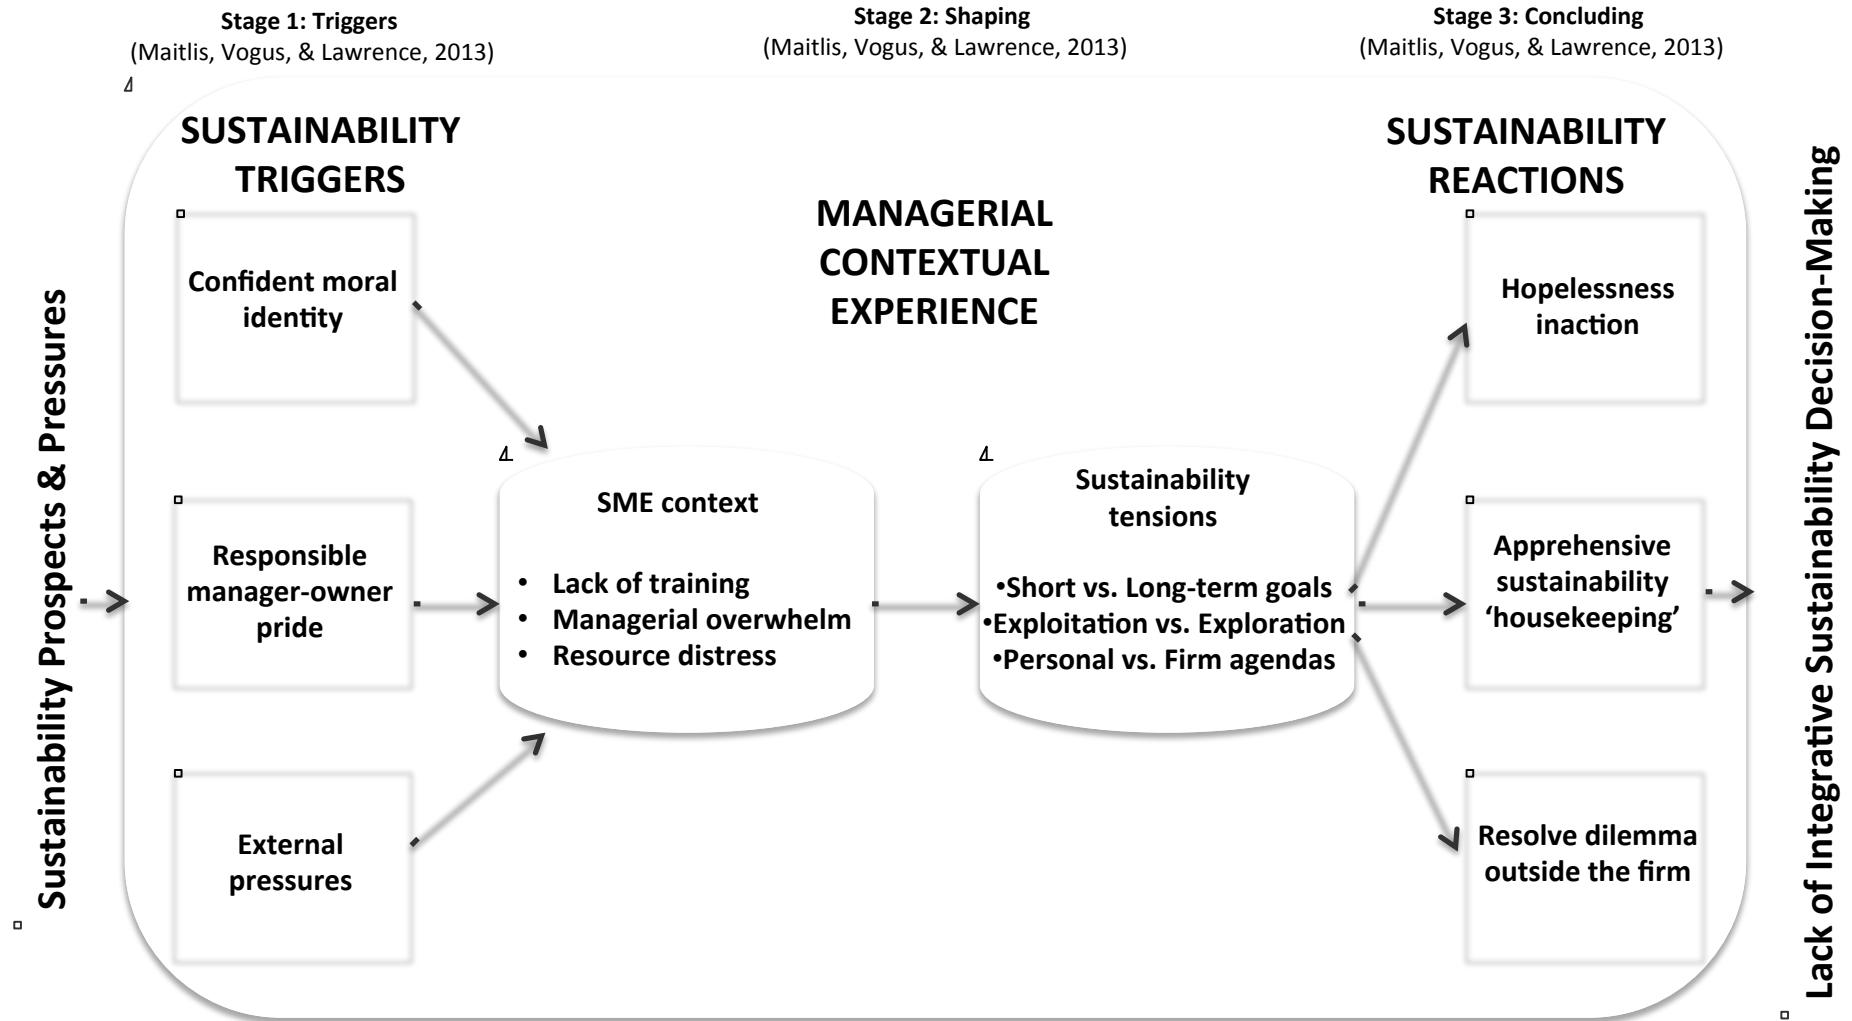 Stage 1: Triggers
(Maitlis, Vogus, & Lawrence, 2013)
Stage 2: Shaping
(Maitlis, Vogus, & Lawrence, 2013)
Stage 3: Concluding
(Maitlis, Vogus, & Lawrence, 2013)
Sustainability Prospects & Pressures
SUSTAINABILITY
TRIGGERS
Confident moral
identity
Responsible
manager-owner
pride
External
pressures
MANAGERIAL
CONTEXTUAL
EXPERIENCE
SME context
• Lack of training
• Managerial overwhelm
• Resource distress
Sustainability
tensions
•Short vs. Long-term goals
•Exploitation vs. Exploration
•Personal vs. Firm agendas
SUSTAINABILITY
REACTIONS
Hopelessness
inaction
Apprehensive
sustainability
‘housekeeping’
Resolve dilemma
outside the firm
Lack of Integrative Sustainability Decision-Making